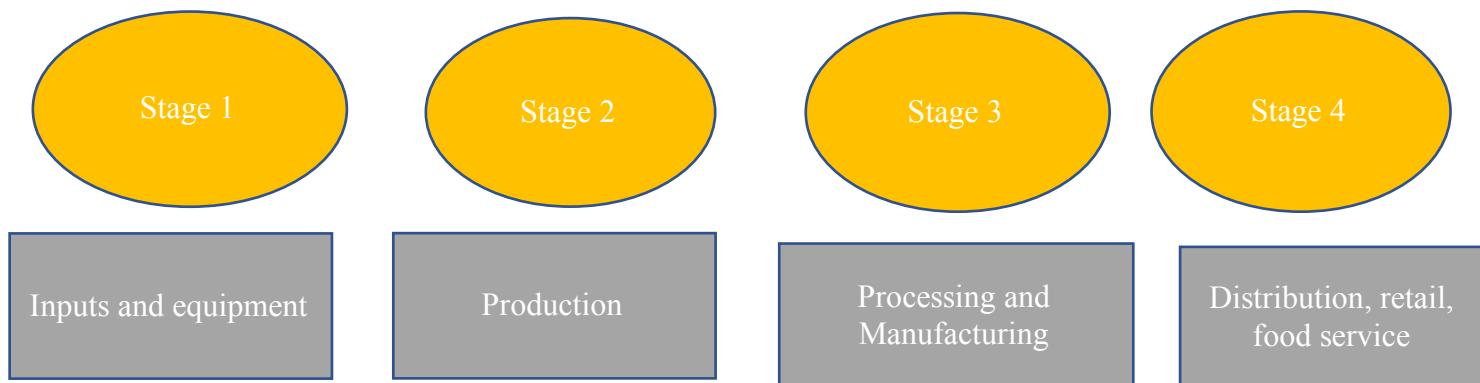 Stage 1
Stage 2
Stage 3
Stage 4
Inputs and equipment
Production
Processing and
Manufacturing
Distribution, retail,
food service